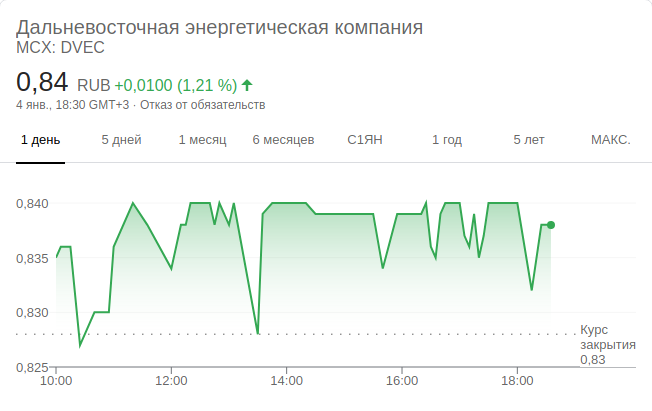 Дальневосточная энергетическая компания
MCX: DVEC
0,84 RUB +0,0100 (1,21 %)
4 янв., 18:30 GMT+3 · Отказ от обязательств
1 день 5 дней 1 месяц 6 месяцев С1ЯН 1 год 5 лет МАКС.
0,840
0,835
0,830
Курс
закрытия
0,83
0,825
10:00 12:00 14:00 16:00 18:00